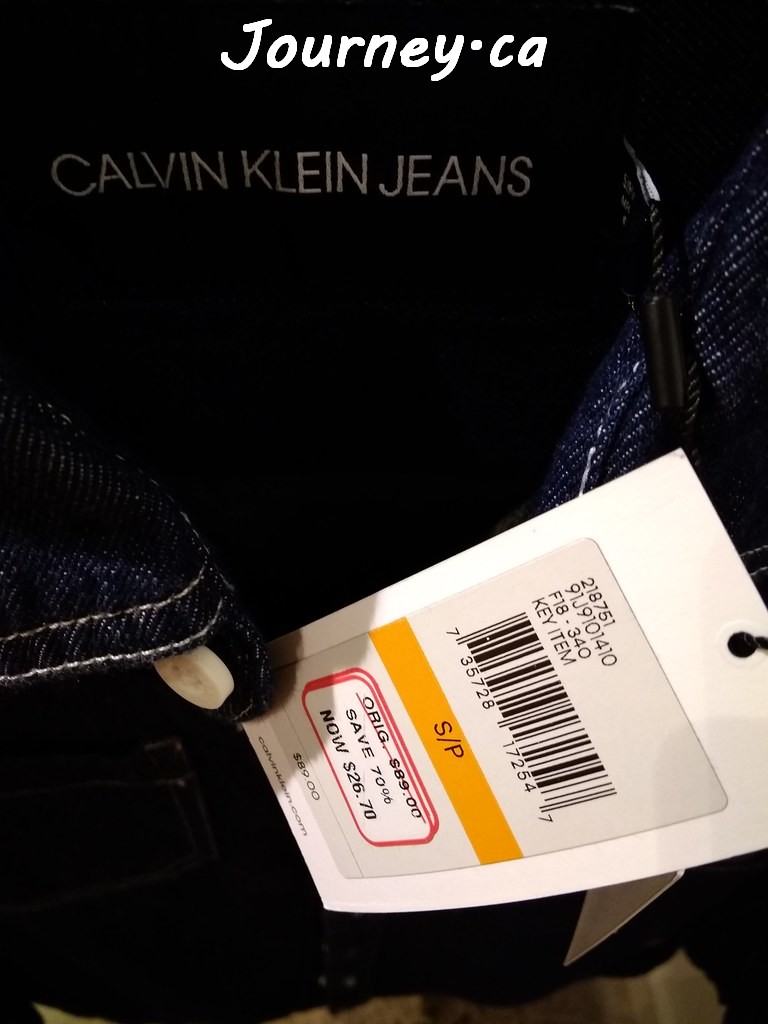 Journey.ca
CALVIN KLEIN JEANS
218751
91J9101410
F18 - 340
KEY ITEM
7 35728 17254 7
S/P
ORIG. $89.00
SAVE 70%
NOW $26.70
$89.00
calvinklein.com